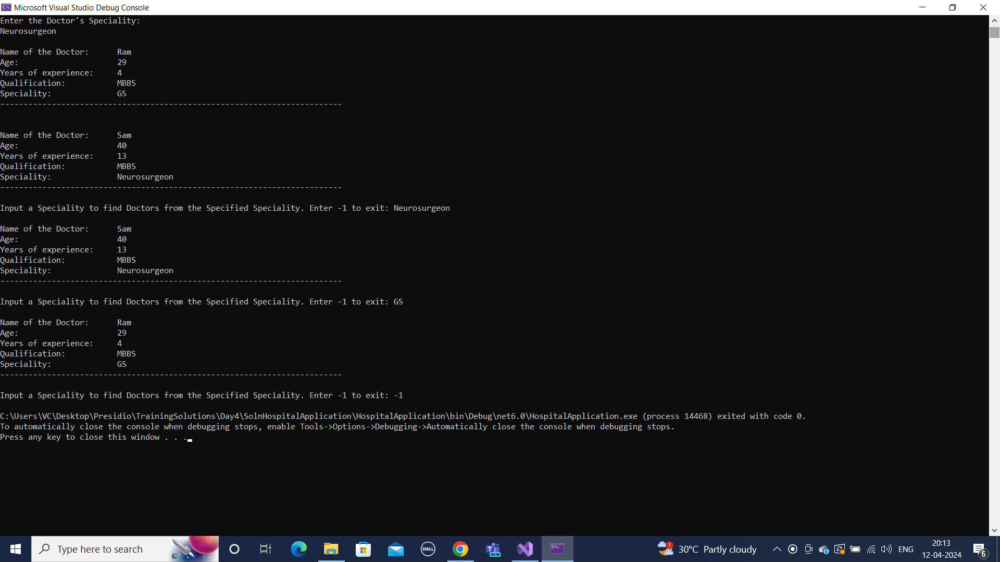 Microsoft Visual Studio Debug Console
Enter the Doctor's Speciality:
Neurosurgeon
Name of the Doctor: Ram
Age: 29
Years of experience: 4
Qualification: MBBS
Speciality: GS
-------------------------------------------------------------------------
Name of the Doctor: Sam
Age: 40
Years of experience: 13
Qualification: MBBS
Speciality: Neurosurgeon
-------------------------------------------------------------------------
Input a Speciality to find Doctors from the Specified Speciality. Enter -1 to exit: Neurosurgeon
Name of the Doctor: Sam
Age: 40
Years of experience: 13
Qualification: MBBS
Speciality: Neurosurgeon
-------------------------------------------------------------------------
Input a Speciality to find Doctors from the Specified Speciality. Enter -1 to exit: GS
Name of the Doctor: Ram
Age: 29
Years of experience: 4
Qualification: MBBS
Speciality: GS
-------------------------------------------------------------------------
Input a Speciality to find Doctors from the Specified Speciality. Enter -1 to exit: -1
C:\Users\VC\Desktop\Presidio\TrainingSolutions\Day4\SolnHospitalApplication\HospitalApplication\bin\Debug\net6.0\HospitalApplication.exe (process 14468) exited with code 0.
To automatically close the console when debugging stops, enable Tools->Options->Debugging->Automatically close the console when debugging stops.
Press any key to close this window . . .
Type here to search
DELL
NEW
1
30°C Partly cloudy
ENG
20:13
12-04-2024
6